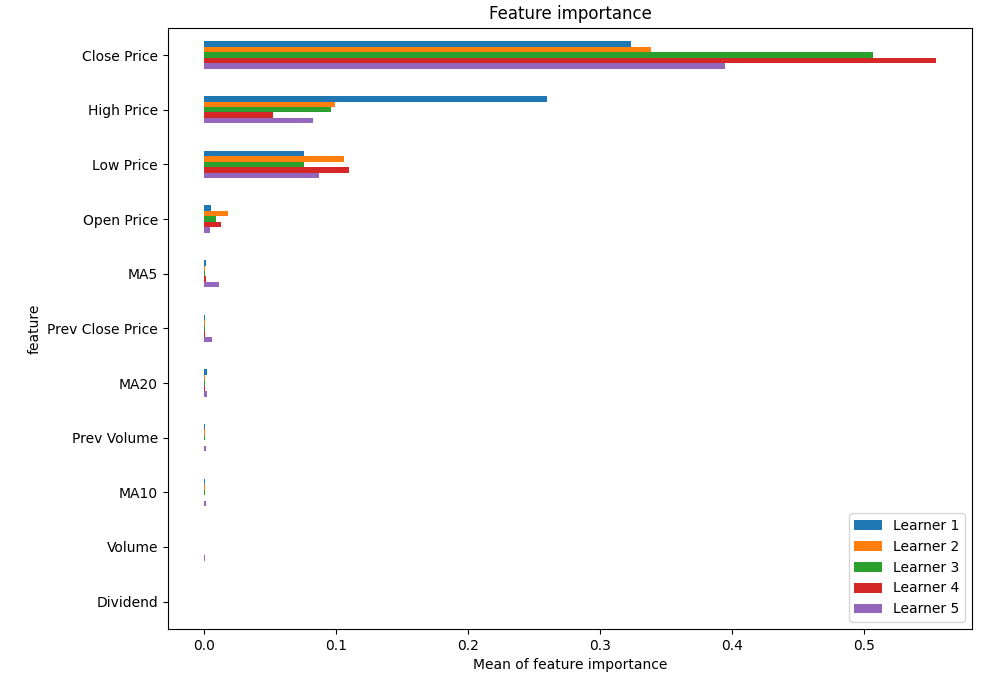 Feature importance
Close Price
High Price
Low Price
Open Price
MA5
Prev Close Price
MA20
Prev Volume
MA10
Volume
Dividend
feature
0.0 0.1 0.2 0.3 0.4 0.5
Mean of feature importance
Learner 1
Learner 2
Learner 3
Learner 4
Learner 5